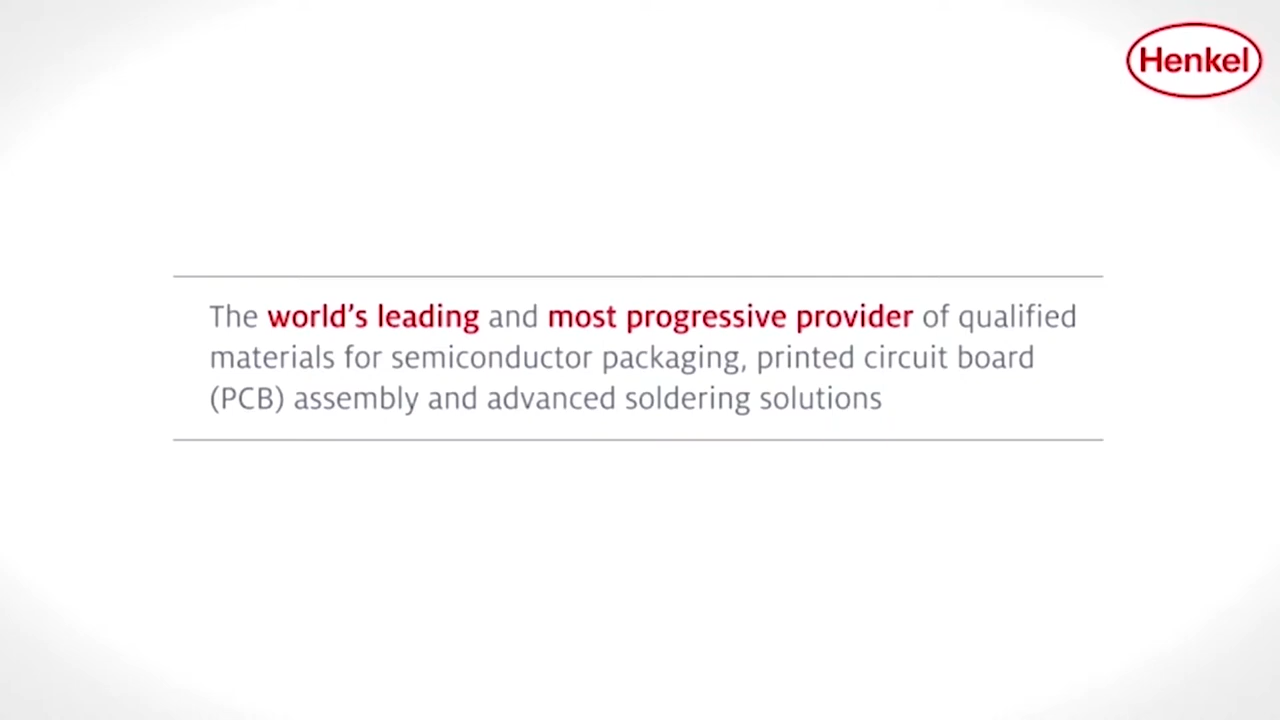 Henkel
The world’s leading and most progressive provider of qualified
materials for semiconductor packaging, printed circuit board
(PCB) assembly and advanced soldering solutions